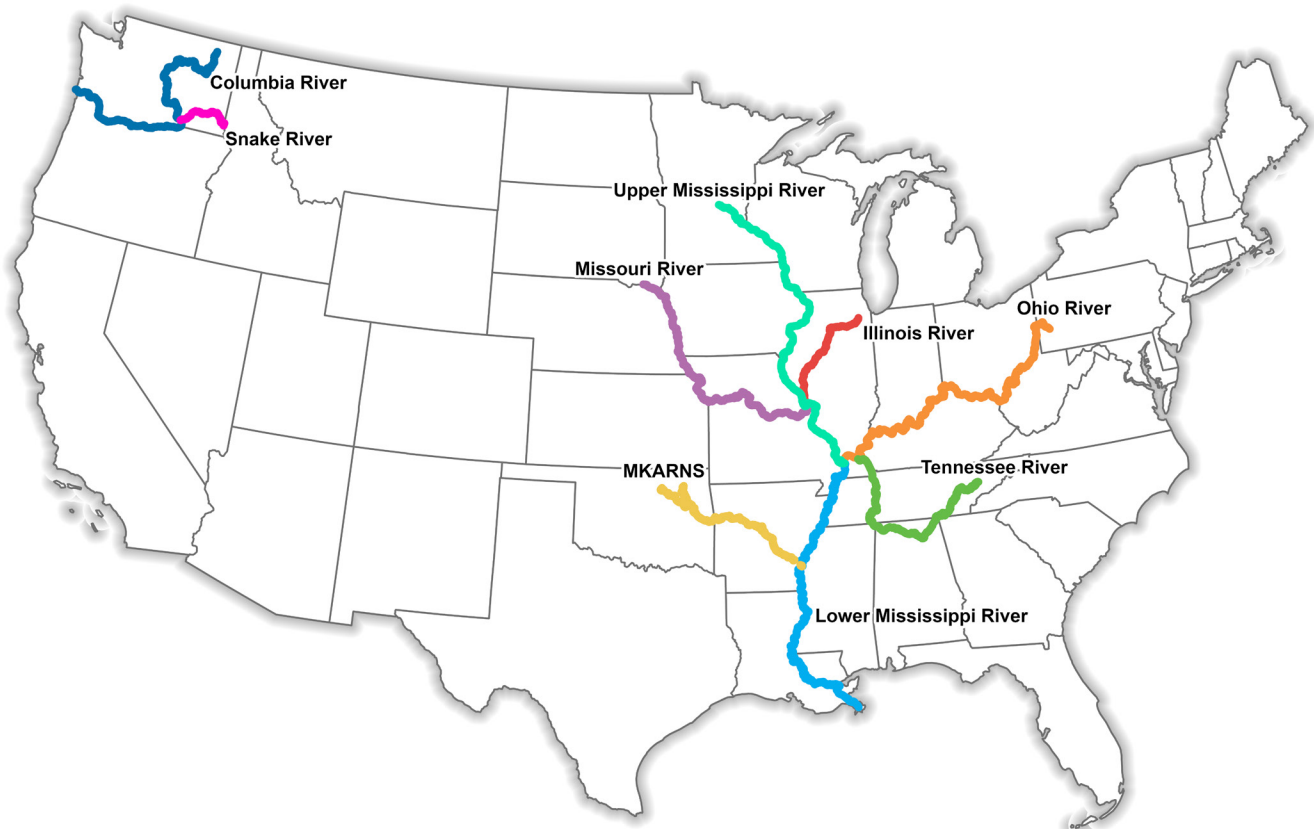 Columbia River
Snake River
Upper Mississippi River
Missouri River
Ohio River
Illinois River
Tennessee River
MKARNS
Lower Mississippi River